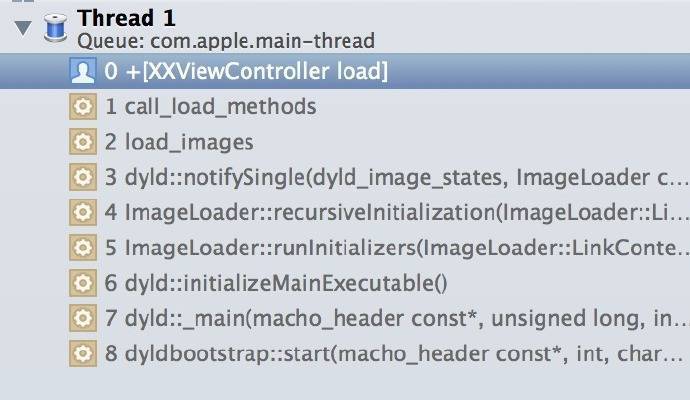 Thread 1
Queue: com.apple.main-thread
0 +[XXViewController load]
1 call_load_methods
2 load_images
3 dyld::notifySingle(dyld_image_states, ImageLoader c...
4 ImageLoader::recursiveInitialization(ImageLoader::Li...
5 ImageLoader::runInitializers(ImageLoader::LinkConte...
6 dyld::initializeMainExecutable()
7 dyld::_main(macho_header const*, unsigned long, in...
8 dyldbootstrap::start(macho_header const*, int, char...